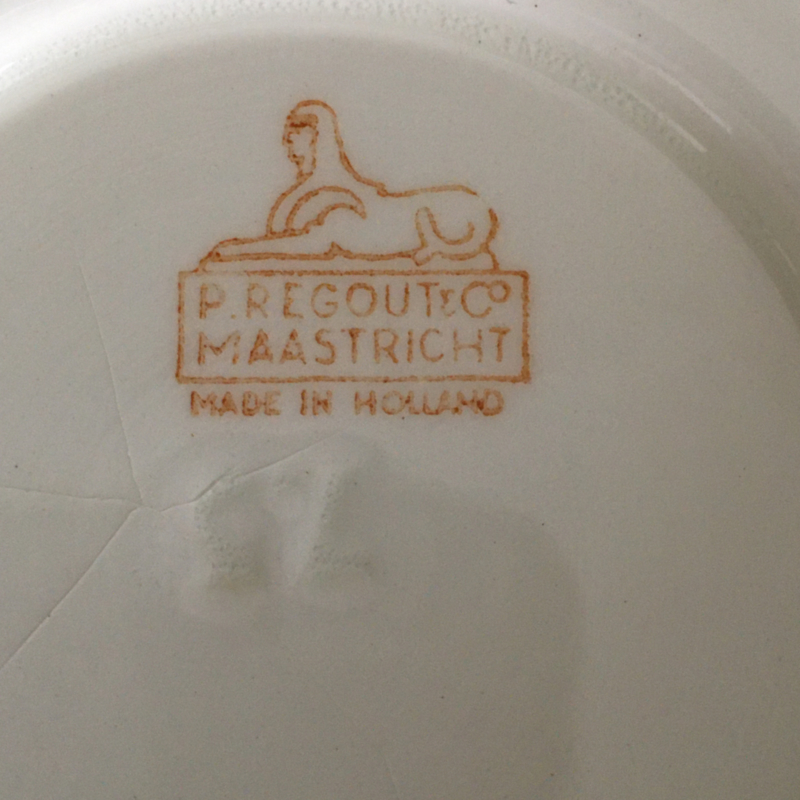 P. REGOUT & Co
MAASTRICHT
MADE IN HOLLAND